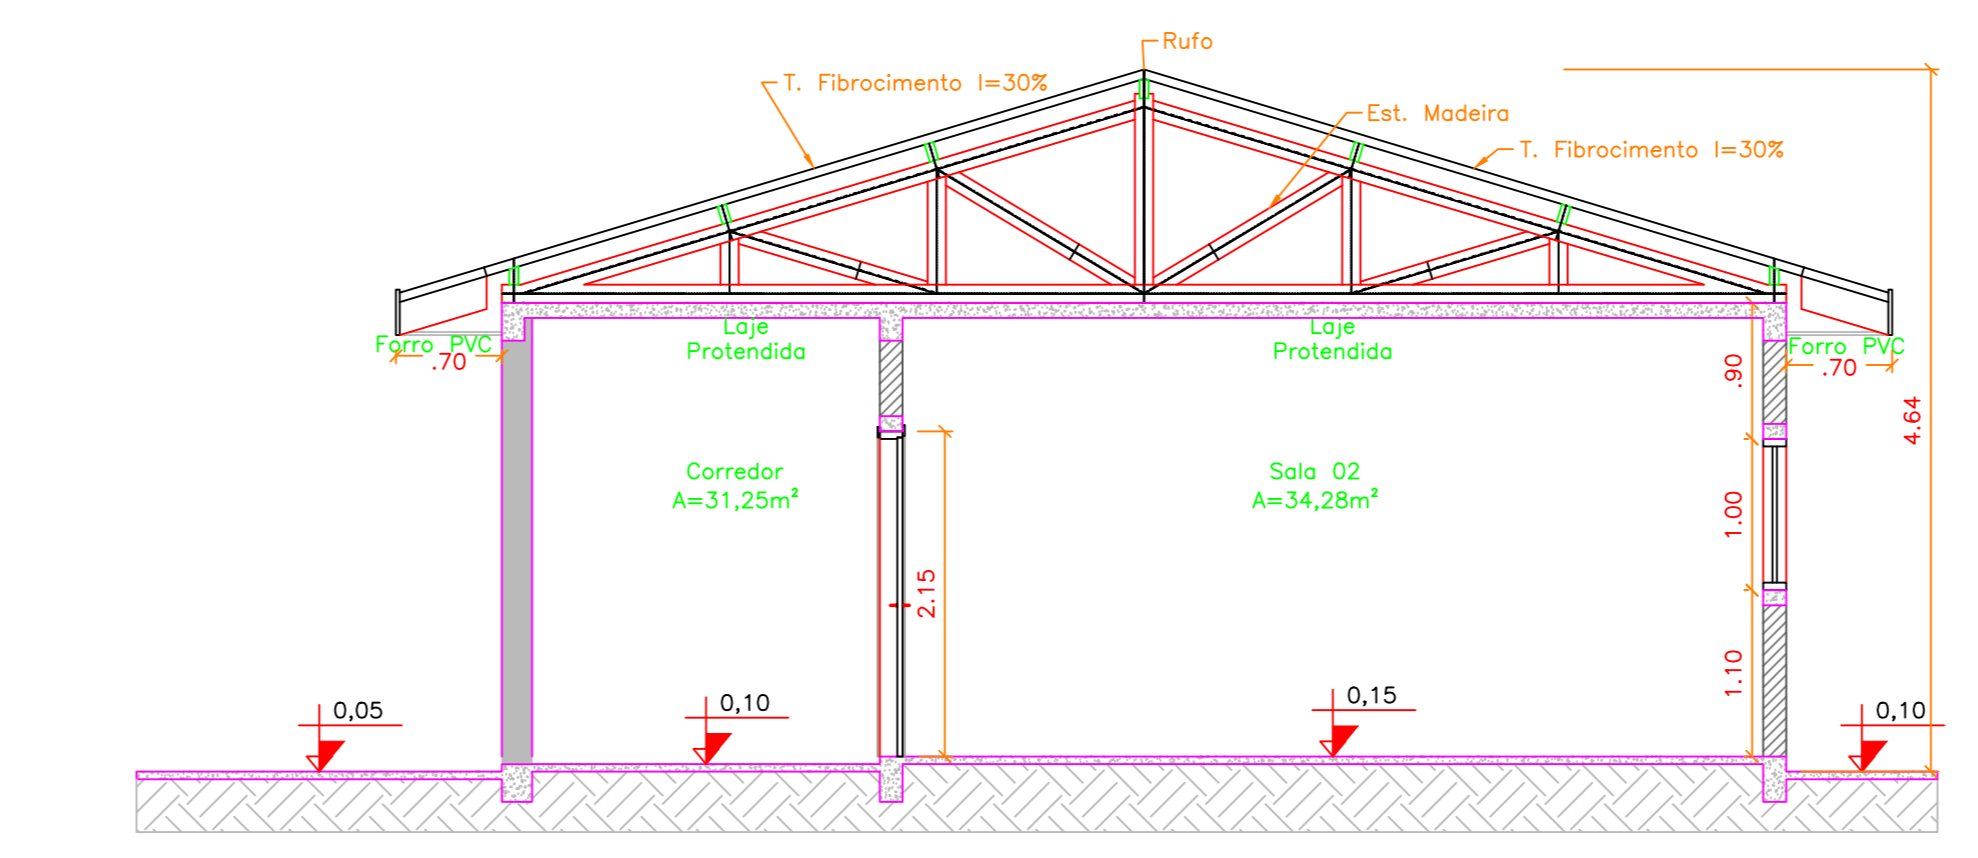 Rufo
T. Fibrocimento I=30%
Est. Madeira
T. Fibrocimento I=30%
Laje
Protendida
Laje
Protendida
Forro PVC
.70
Forro PVC
.70
.90
4.64
Corredor
A=31,25m²
Sala 02
A=34,28m²
1.00
2.15
1.10
0,05
0,10
0,15
0,10